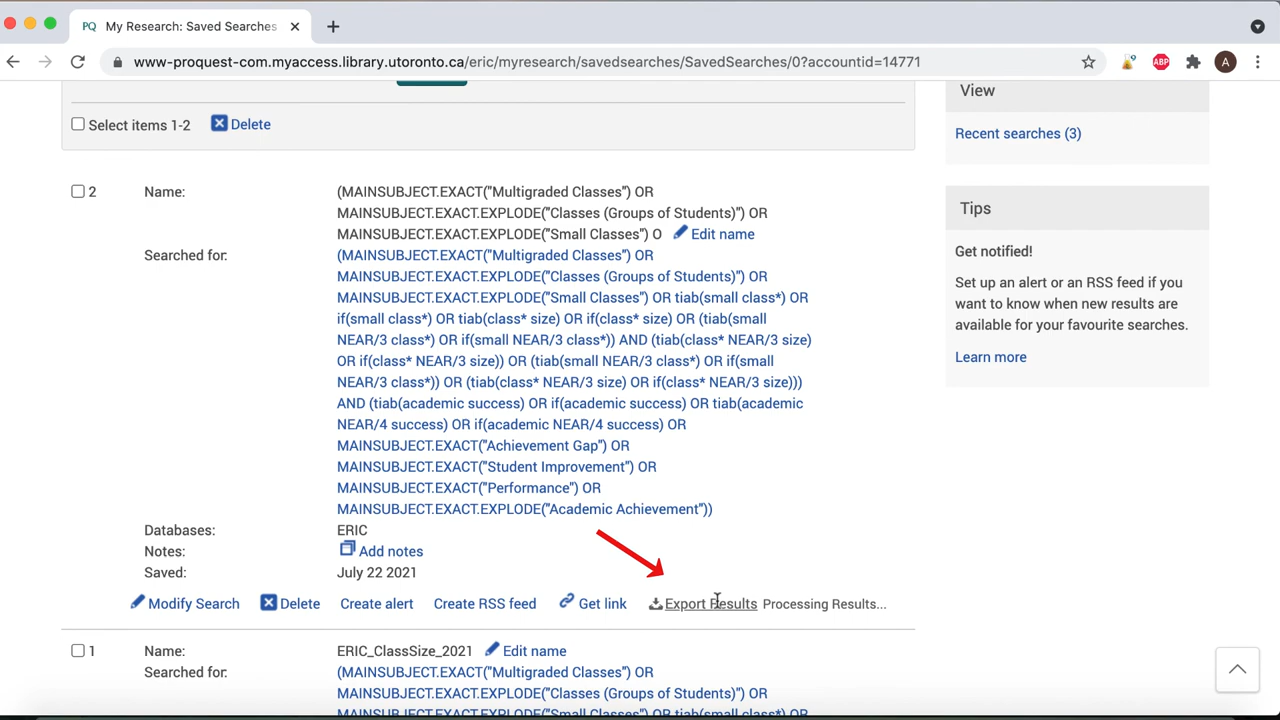 PQ My Research: Saved Searches
www-proquest-com.myaccess.library.utoronto.ca/eric/myresearch/savedsearches/SavedSearches/0?accountid=14771
ABP
A
Select items 1-2 Delete
2 Name: (MAINSUBJECT.EXACT("Multigraded Classes") OR
MAINSUBJECT.EXACT.EXPLODE("Classes (Groups of Students)") OR
MAINSUBJECT.EXACT.EXPLODE("Small Classes") O Edit name
Searched for: (MAINSUBJECT.EXACT("Multigraded Classes") OR
MAINSUBJECT.EXACT.EXPLODE("Classes (Groups of Students)") OR
MAINSUBJECT.EXACT.EXPLODE("Small Classes") OR tiab(small class*) OR
if(small class*) OR tiab(class* size) OR if(class* size) OR (tiab(small
NEAR/3 class*) OR if(small NEAR/3 class*)) AND (tiab(class* NEAR/3 size)
OR if(class* NEAR/3 size)) OR (tiab(small NEAR/3 class*) OR if(small
NEAR/3 class*)) OR (tiab(class* NEAR/3 size) OR if(class* NEAR/3 size)))
AND (tiab(academic success) OR if(academic success) OR tiab(academic
NEAR/4 success) OR if(academic NEAR/4 success) OR
MAINSUBJECT.EXACT("Achievement Gap") OR
MAINSUBJECT.EXACT("Student Improvement") OR
MAINSUBJECT.EXACT("Performance") OR
MAINSUBJECT.EXACT.EXPLODE("Academic Achievement"))
Databases: ERIC
Notes: Add notes
Saved: July 22 2021
Modify Search Delete Create alert Create RSS feed Get link Export Results Processing Results...
1 Name: ERIC_ClassSize_2021 Edit name
Searched for: (MAINSUBJECT.EXACT("Multigraded Classes") OR
MAINSUBJECT.EXACT.EXPLODE("Classes (Groups of Students)") OR
MAINSUBJECT.EXACT.EXPLODE("Small Classes") OR tiab(small class*) OR
View
Recent searches (3)
Tips
Get notified!
Set up an alert or an RSS feed if you
want to know when new results are
available for your favourite searches.
Learn more